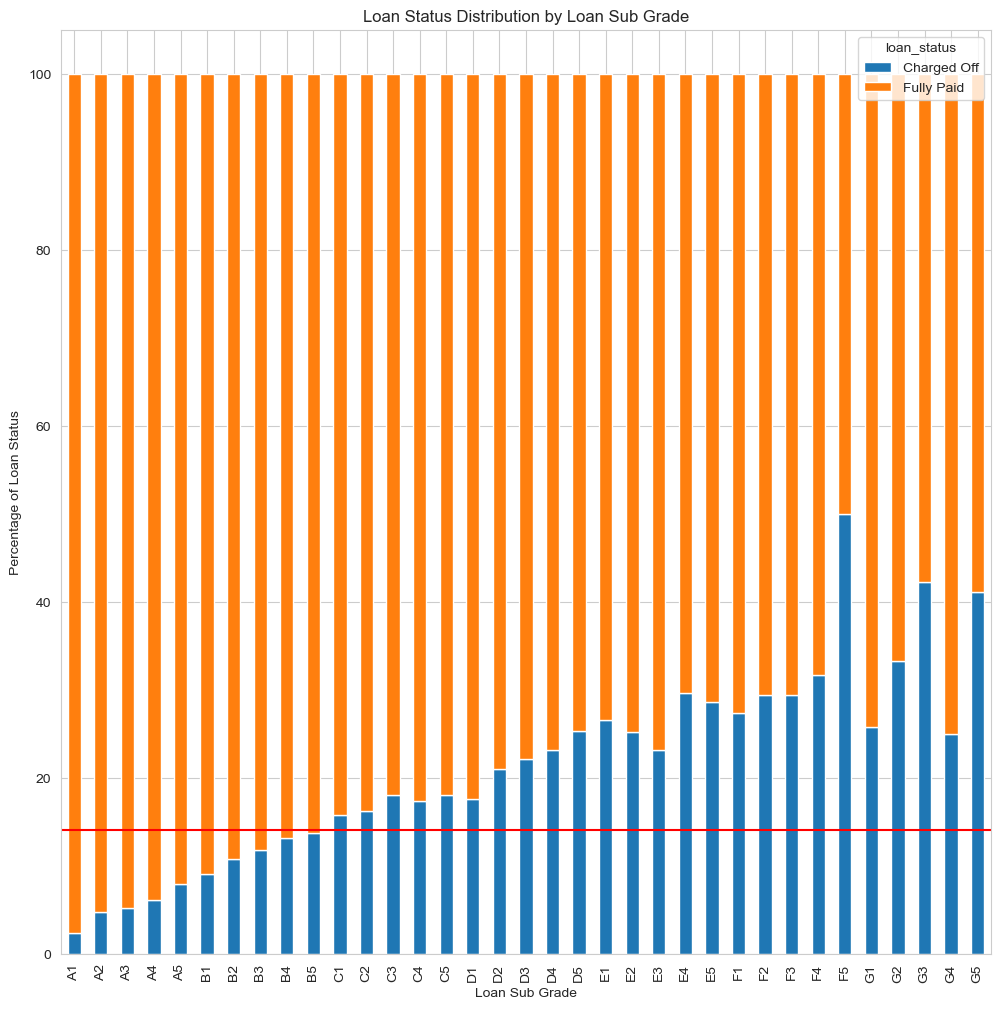 Loan Status Distribution by Loan Sub Grade
loan_status
Charged Off
Fully Paid
Percentage of Loan Status
100
80
60
40
20
0
A1 A2 A3 A4 A5 B1 B2 B3 B4 B5 C1 C2 C3 C4 C5 D1 D2 D3 D4 D5 E1 E2 E3 E4 E5 F1 F2 F3 F4 F5 G1 G2 G3 G4 G5
Loan Sub Grade